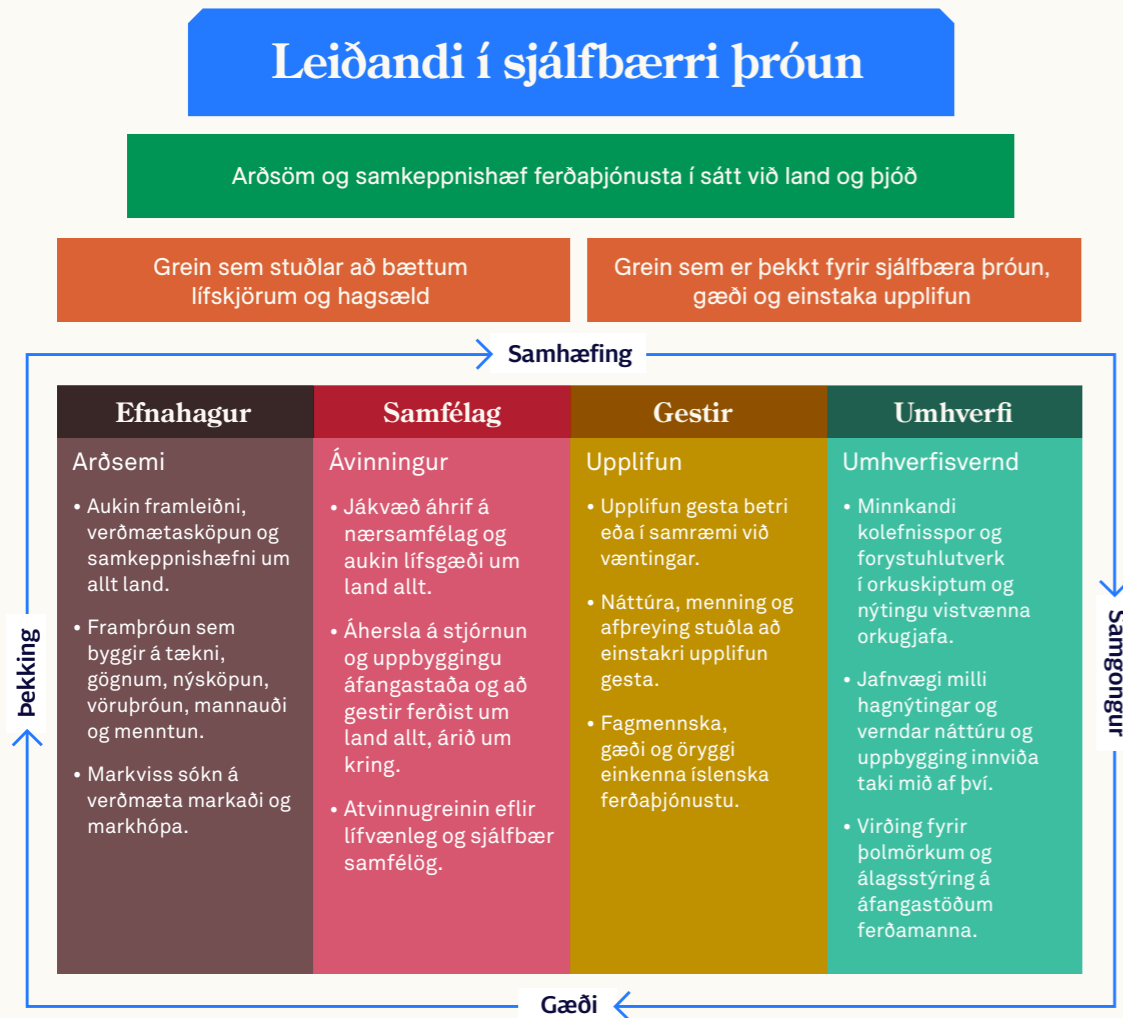 Leiðandi í sjálfbærri þróun
Arðsöm og samkeppnishæf ferðaþjónusta í sátt við land og þjóð
Grein sem stuðlar að bættum
lífskjörum og hagsæld
Grein sem er þekkt fyrir sjálfbæra þróun,
gæði og einstaka upplifun
Samhæfing
Efnahagur
Arðsemi
• Aukin framleiðni,
verðmætasköpun og
samkeppnishæfni um
allt land.
• Framþróun sem
byggir á tækni,
gögnum, nýsköpun,
vöruþróun, mannauði
og menntun.
• Markviss sókn á
verðmæta markaði og
markhópa.
Samfélag
Ávinningur
• Jákvæð áhrif á
nærsamfélag og
aukin lífsgæði um
land allt.
• Áhersla á stjórnun
og uppbyggingu
áfangastaða og að
gestir ferðist um
land allt, árið um
kring.
• Atvinnugreinin eflir
lífvænleg og sjálfbær
samfélög.
Gestir
Upplifun
• Upplifun gesta betri
eða í samræmi við
væntingar.
• Náttúra, menning og
afþreying stuðla að
einstakri upplifun
gesta.
• Fagmennska,
gæði og öryggi
einkenna íslenska
ferðaþjónustu.
Umhverfi
Umhverfisvernd
• Minnkandi
kolefnisspor og
forystuhlutverk
í orkuskiptum og
nýtingu vistvænna
orkugjafa.
• Jafnvægi milli
hagnýtingar og
verndar náttúru og
uppbygging innviða
taki mið af því.
• Virðing fyrir
þolmörkum og
álagsstýring á
áfangastöðum
ferðamanna.
Samgöngur
Gæði
Þekking